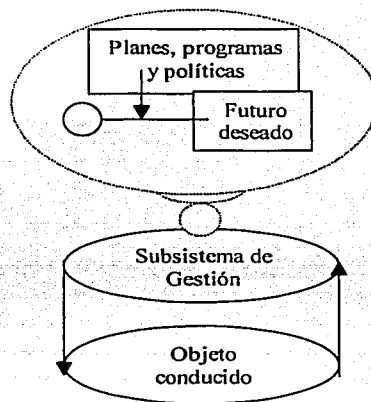 Planes, programas
y políticas
Futuro
deseado
Subsistema de
Gestión
Objeto
conducido